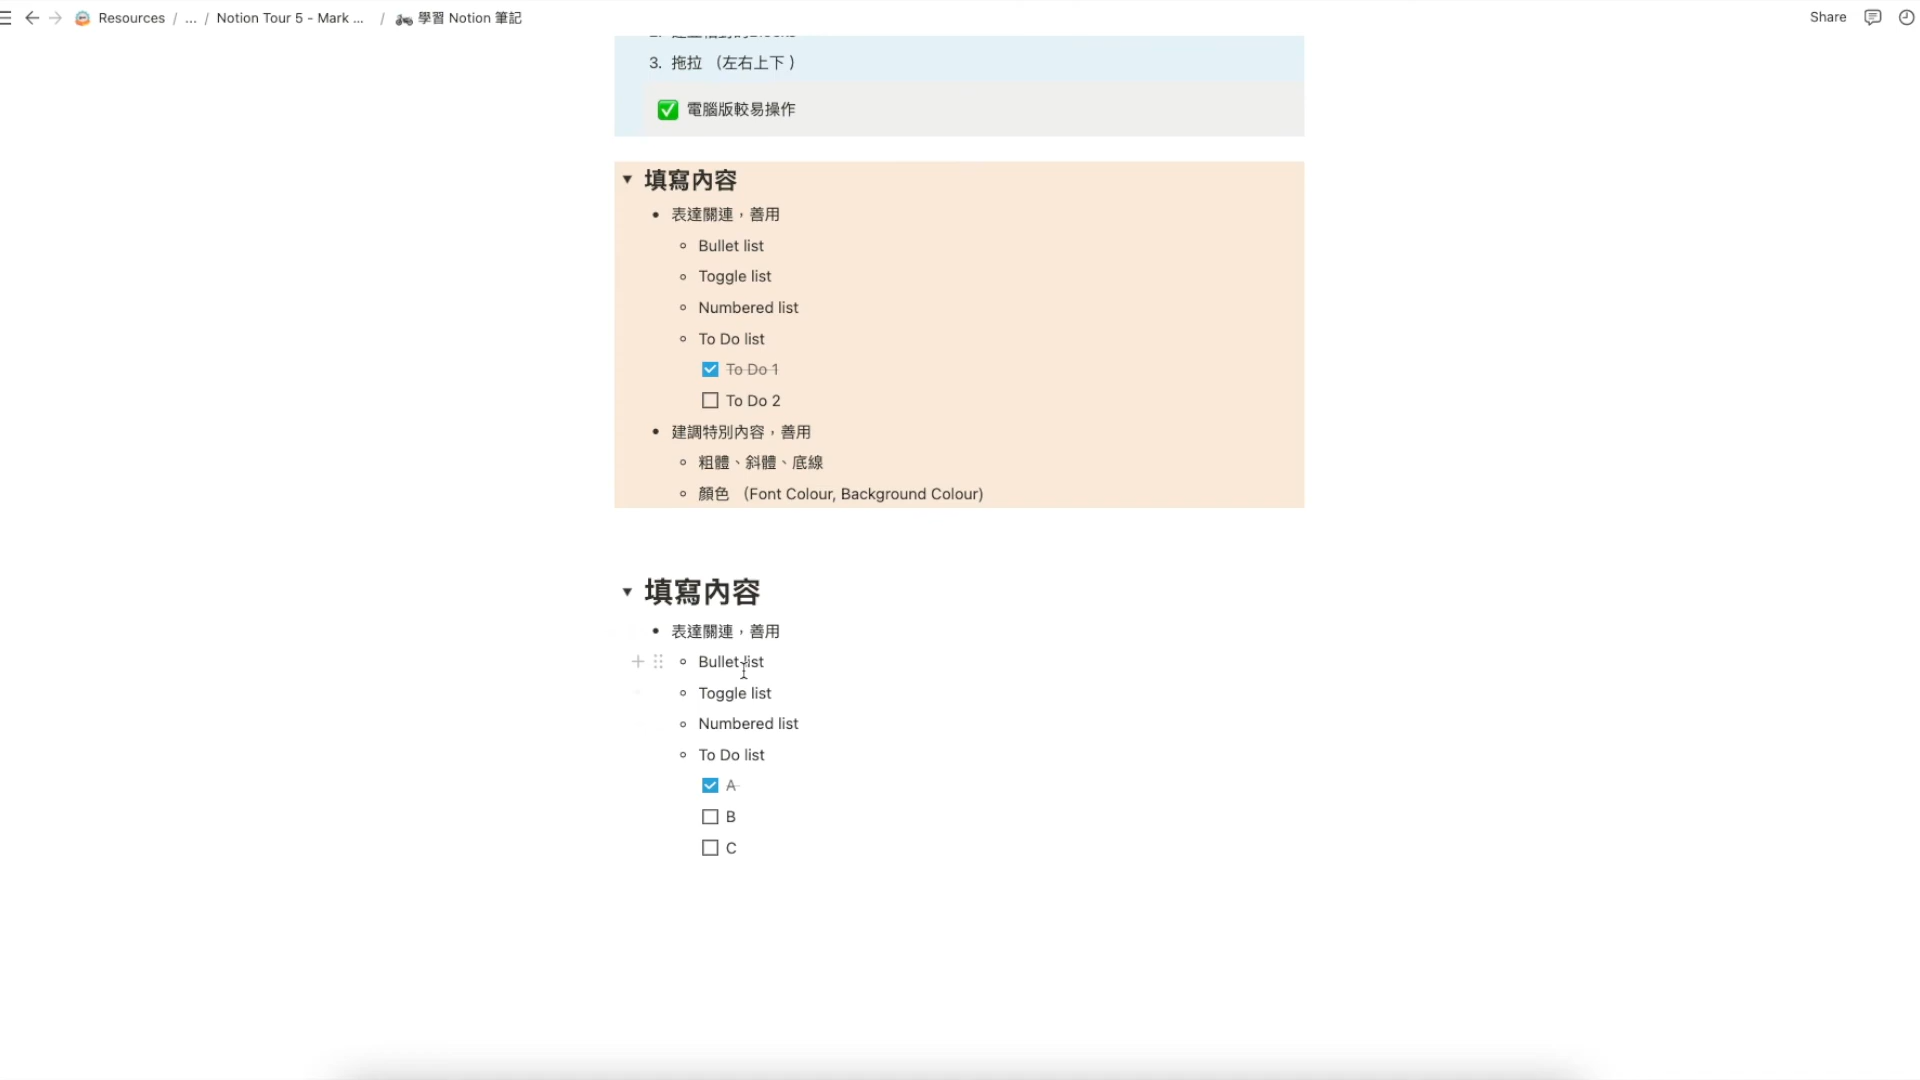 Resources / ... / Notion Tour 5 - Mark ... / 學習 Notion 筆記
Share
3. 拖拉 （左右上下 ）
電腦版較易操作
填寫內容
表達關連，善用
Bullet list
Toggle list
Numbered list
To Do list
To Do 1
To Do 2
建調特別內容，善用
粗體、斜體、底線
顏色 （Font Colour, Background Colour)
填寫內容
表達關連，善用
Bullet list
Toggle list
Numbered list
To Do list
A
B
C